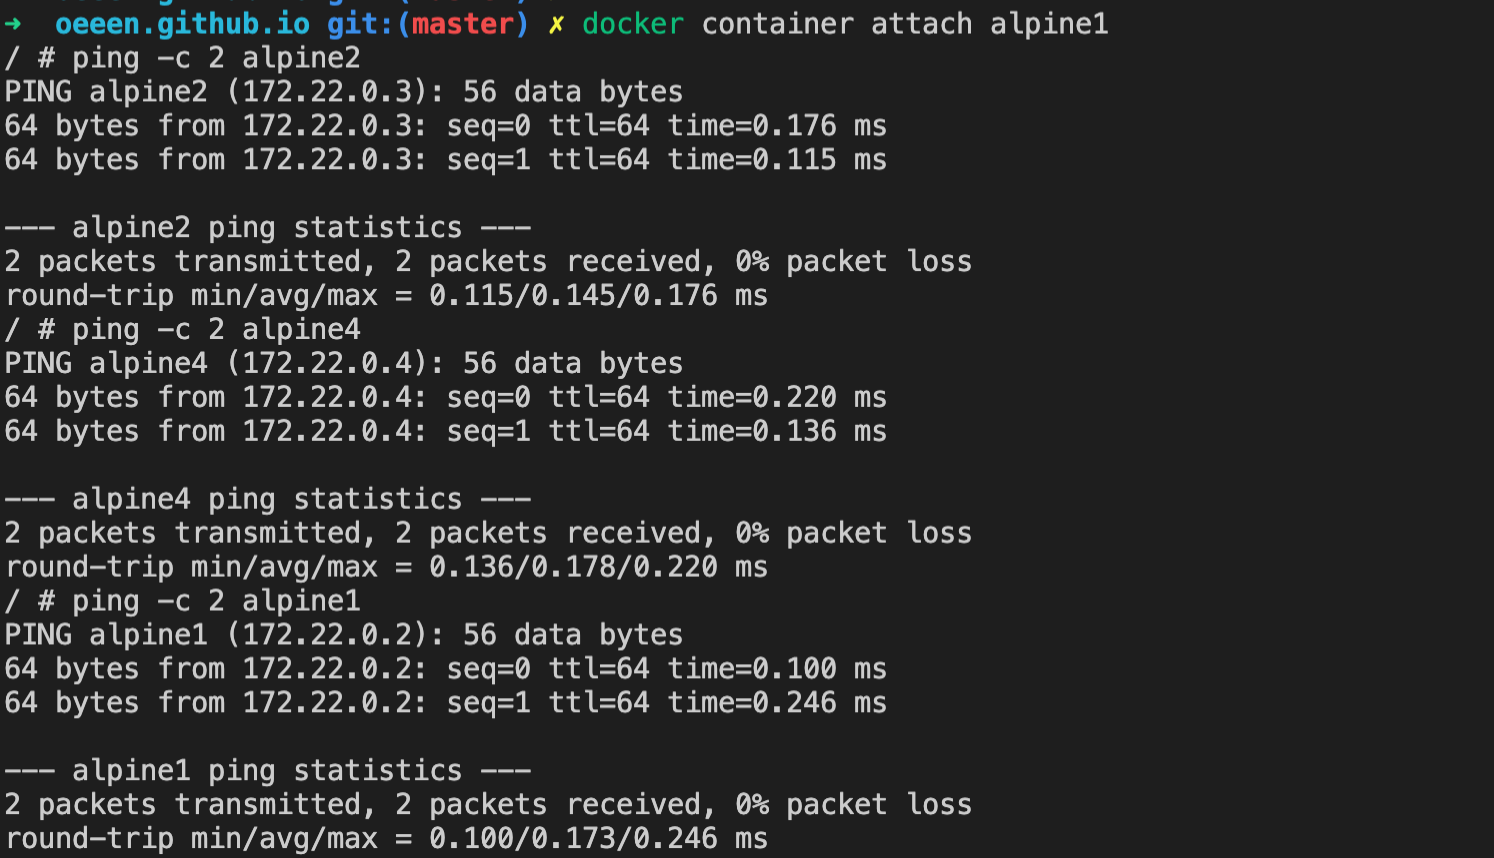 ➜  oeeen.github.io git:(master) ✗ docker container attach alpine1
/ # ping -c 2 alpine2
PING alpine2 (172.22.0.3): 56 data bytes
64 bytes from 172.22.0.3: seq=0 ttl=64 time=0.176 ms
64 bytes from 172.22.0.3: seq=1 ttl=64 time=0.115 ms

--- alpine2 ping statistics ---
2 packets transmitted, 2 packets received, 0% packet loss
round-trip min/avg/max = 0.115/0.145/0.176 ms
/ # ping -c 2 alpine4
PING alpine4 (172.22.0.4): 56 data bytes
64 bytes from 172.22.0.4: seq=0 ttl=64 time=0.220 ms
64 bytes from 172.22.0.4: seq=1 ttl=64 time=0.136 ms

--- alpine4 ping statistics ---
2 packets transmitted, 2 packets received, 0% packet loss
round-trip min/avg/max = 0.136/0.178/0.220 ms
/ # ping -c 2 alpine1
PING alpine1 (172.22.0.2): 56 data bytes
64 bytes from 172.22.0.2: seq=0 ttl=64 time=0.100 ms
64 bytes from 172.22.0.2: seq=1 ttl=64 time=0.246 ms

--- alpine1 ping statistics ---
2 packets transmitted, 2 packets received, 0% packet loss
round-trip min/avg/max = 0.100/0.173/0.246 ms